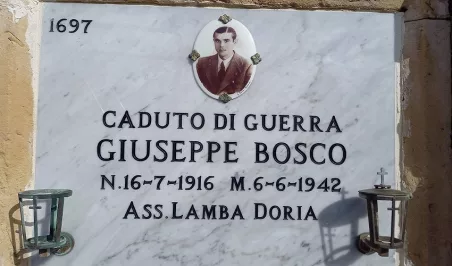 1697
CADUTO DI GUERRA
GIUSEPPE BOSCO
N.16-7-1916 M.6-6-1942
ASS. LAMBA DORIA